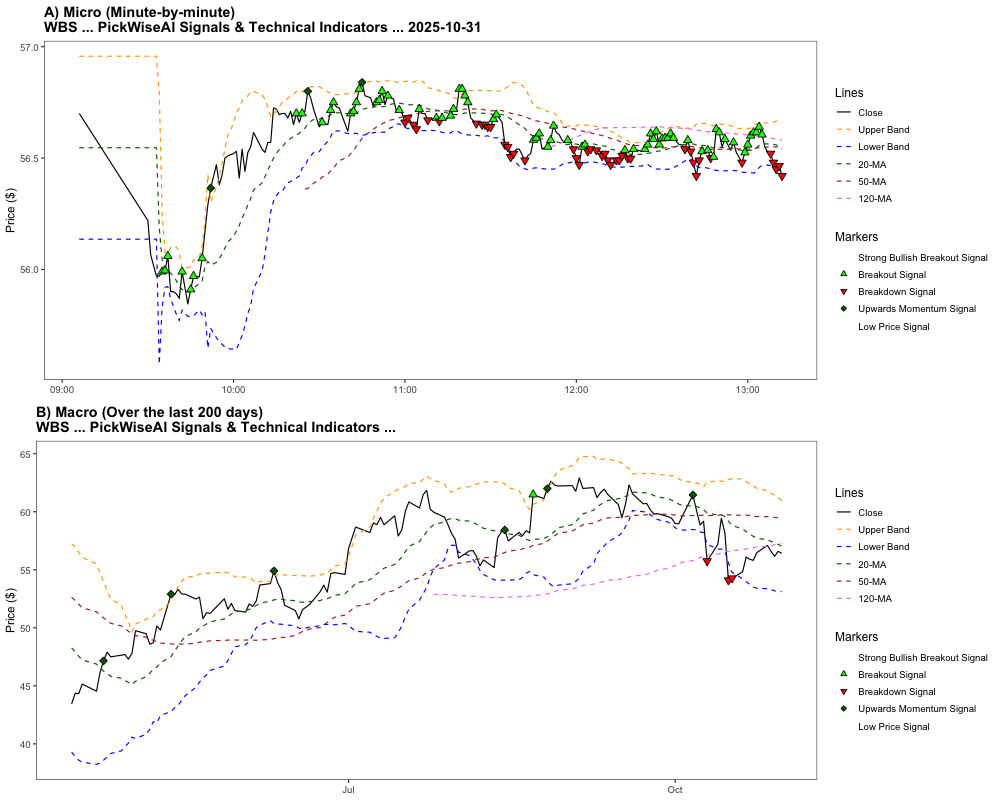 A) Micro (Minute-by-minute)
WBS ... PickWiseAI Signals & Technical Indicators ... 2025-10-31
57.0
56.5
56.0
Price ($)
09:00
10:00
11:00
12:00
13:00
Lines
Close
Upper Band
Lower Band
20-MA
50-MA
120-MA
Markers
Strong Bullish Breakout Signal
Breakout Signal
Breakdown Signal
Upwards Momentum Signal
Low Price Signal
B) Macro (Over the last 200 days)
WBS ... PickWiseAI Signals & Technical Indicators ...
65
60
55
50
45
40
Price ($)
Jul
Oct
Lines
Close
Upper Band
Lower Band
20-MA
50-MA
120-MA
Markers
Strong Bullish Breakout Signal
Breakout Signal
Breakdown Signal
Upwards Momentum Signal
Low Price Signal